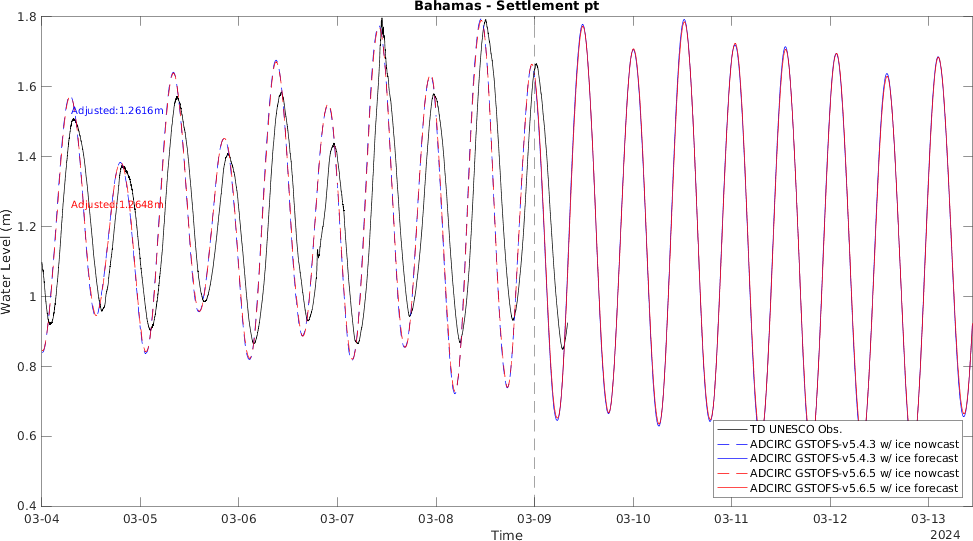 Bahamas - Settlement pt
1.8
1.6
1.4
1.2
1
0.8
0.6
0.4
Water Level (m)
Adjusted:1.2616m
Adjusted:1.2648m
TD UNESCO Obs.
ADCIRC GSTOFS-v5.4.3 w/ ice nowcast
ADCIRC GSTOFS-v5.4.3 w/ ice forecast
ADCIRC GSTOFS-v5.6.5 w/ ice nowcast
ADCIRC GSTOFS-v5.6.5 w/ ice forecast
03-04 03-05 03-06 03-07 03-08 03-09 03-10 03-11 03-12 03-13
Time
2024